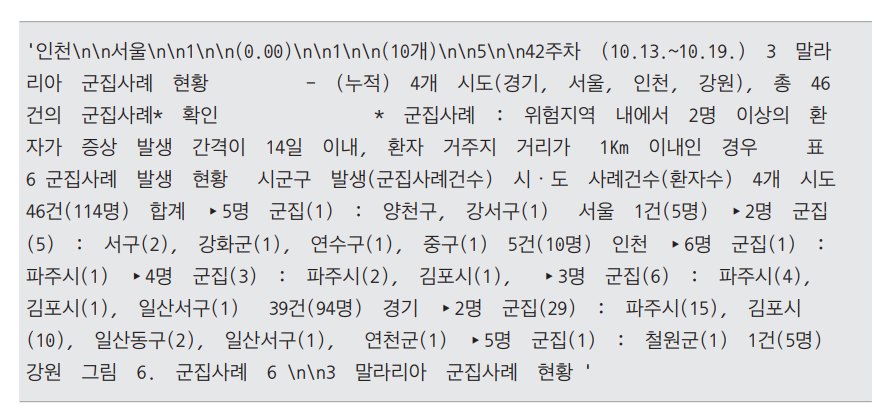 '인천\n\n서울\n\n1\n\n(0.00)\n\n1\n\n(10개)\n\n5\n\n42주차 (10.13.~10.19.) 3 말라
리아 군집사례 현황 - (누적) 4개 시도(경기, 서울, 인천, 강원), 총 46
건의 군집사례* 확인 * 군집사례 : 위험지역 내에서 2명 이상의 환
자가 증상 발생 간격이 14일 이내, 환자 거주지 거리가 1Km 이내인 경우 표
6 군집사례 발생 현황 시군구 발생(군집사례건수) 시·도 사례건수(환자수) 4개 시도
46건(114명) 합계 ▸5명 군집(1) : 양천구, 강서구(1) 서울 1건(5명) ▸2명 군집
(5) : 서구(2), 강화군(1), 연수구(1), 중구(1) 5건(10명) 인천 ▸6명 군집(1) :
파주시(1) ▸4명 군집(3) : 파주시(2), 김포시(1), ▸3명 군집(6) : 파주시(4),
김포시(1), 일산서구(1) 39건(94명) 경기 ▸2명 군집(29) : 파주시(15), 김포시
(10), 일산동구(2), 일산서구(1), 연천군(1) ▸5명 군집(1) : 철원군(1) 1건(5명)
강원 그림 6. 군집사례 6 \n\n3 말라리아 군집사례 현황 '